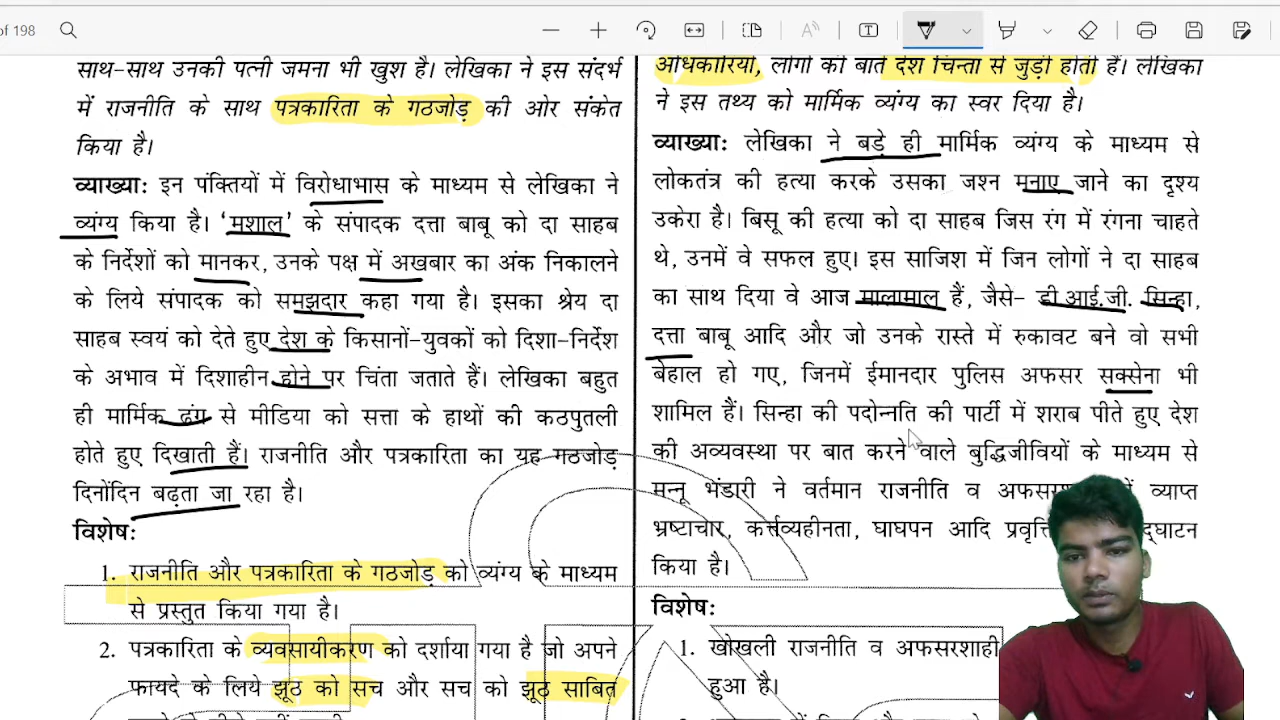 of 198
साथ-साथ उनकी पत्नी जमना भी खुश है। लेखिका ने इस संदर्भ
में राजनीति के साथ पत्रकारिता के गठजोड़ की ओर संकेत
किया है।
व्याख्या: इन पंक्तियों में विरोधाभास के माध्यम से लेखिका ने
व्यंग्य किया है। ‘मशाल’ के संपादक दत्ता बाबू को दा साहब
के निर्देशों को मानकर, उनके पक्ष में अखबार का अंक निकालने
के लिये संपादक को समझदार कहा गया है। इसका श्रेय दा
साहब स्वयं को देते हुए देश के किसानों-युवकों को दिशा-निर्देश
के अभाव में दिशाहीन होने पर चिंता जताते हैं। लेखिका बहुत
ही मार्मिक ढंग से मीडिया को सत्ता के हाथों की कठपुतली
होते हुए दिखाती हैं। राजनीति और पत्रकारिता का यह गठजोड़
दिनोंदिन बढ़ता जा रहा है।
विशेष:
1. राजनीति और पत्रकारिता के गठजोड़ को व्यंग्य के माध्यम
से प्रस्तुत किया गया है।
2. पत्रकारिता के व्यवसायीकरण को दर्शाया गया है जो अपने
फायदे के लिये झूठ को सच और सच को झूठ साबित
अधिकारियों, लोगों की बातें देश चिन्ता से जुड़ी होती हैं। लेखिका
ने इस तथ्य को मार्मिक व्यंग्य का स्वर दिया है।
व्याख्या: लेखिका ने बड़े ही मार्मिक व्यंग्य के माध्यम से
लोकतंत्र की हत्या करके उसका जश्न मनाए जाने का दृश्य
उकेरा है। बिसू की हत्या को दा साहब जिस रंग में रंगना चाहते
थे, उनमें वे सफल हुए। इस साजिश में जिन लोगों ने दा साहब
का साथ दिया वे आज मालामाल हैं, जैसे- डी.आई.जी. सिन्हा,
दत्ता बाबू आदि और जो उनके रास्ते में रुकावट बने वो सभी
बेहाल हो गए, जिनमें ईमानदार पुलिस अफसर सक्सेना भी
शामिल हैं। सिन्हा की पदोन्नति की पार्टी में शराब पीते हुए देश
की अव्यवस्था पर बात करने वाले बुद्धिजीवियों के माध्यम से
मन्नू भंडारी ने वर्तमान राजनीति व व्याप्त
भ्रष्टाचार, कर्त्तव्यहीनता, घाघपन आदि
किया है।
विशेष:
1. खोखली राजनीति व अफसरशाही
हुआ है।